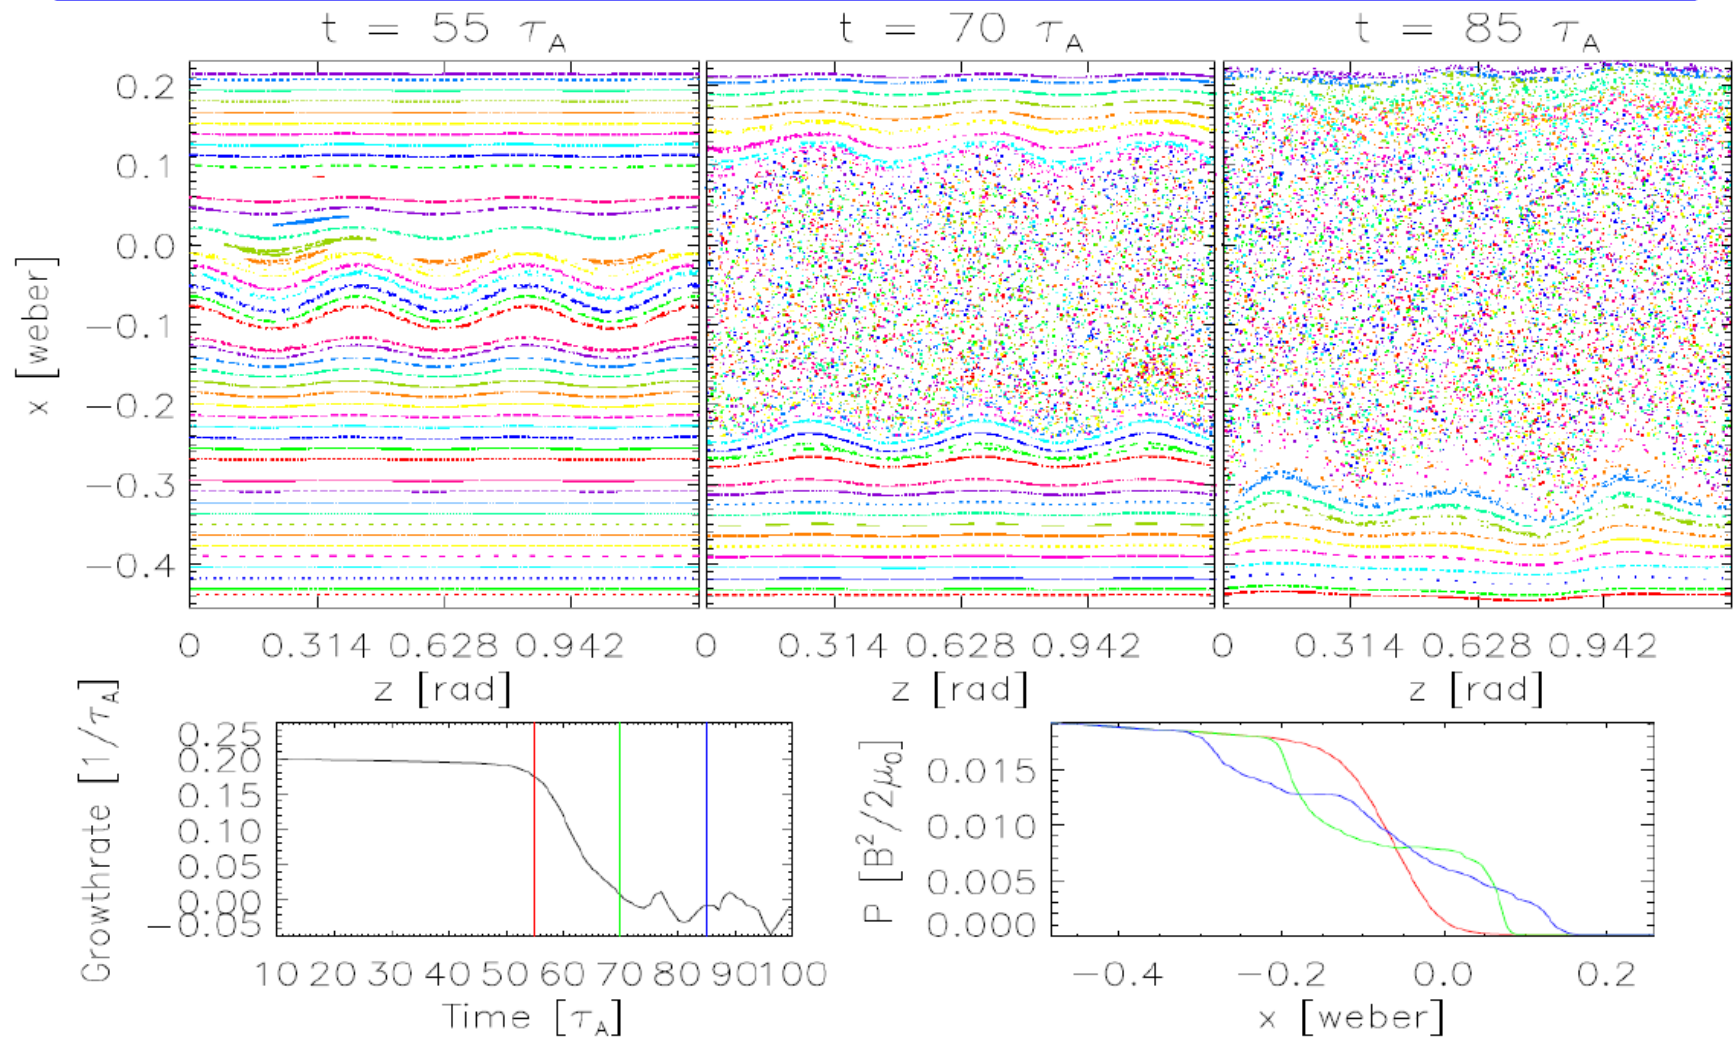 t = 55 τA
t = 70 τA
t = 85 τA
x [weber]
0.2
0.1
0.0
−0.1
−0.2
−0.3
−0.4
0 0.314 0.628 0.942
0 0.314 0.628 0.942
0 0.314 0.628 0.942
z [rad]
z [rad]
z [rad]
Growthrate [1/τA]
0.25
0.20
0.15
0.10
0.05
0.00
−0.05
10 20 30 40 50 60 70 80 90 100
Time [τA]
P [B²/2μ0]
0.015
0.010
0.005
0.000
−0.4 −0.2 0.0 0.2
x [weber]